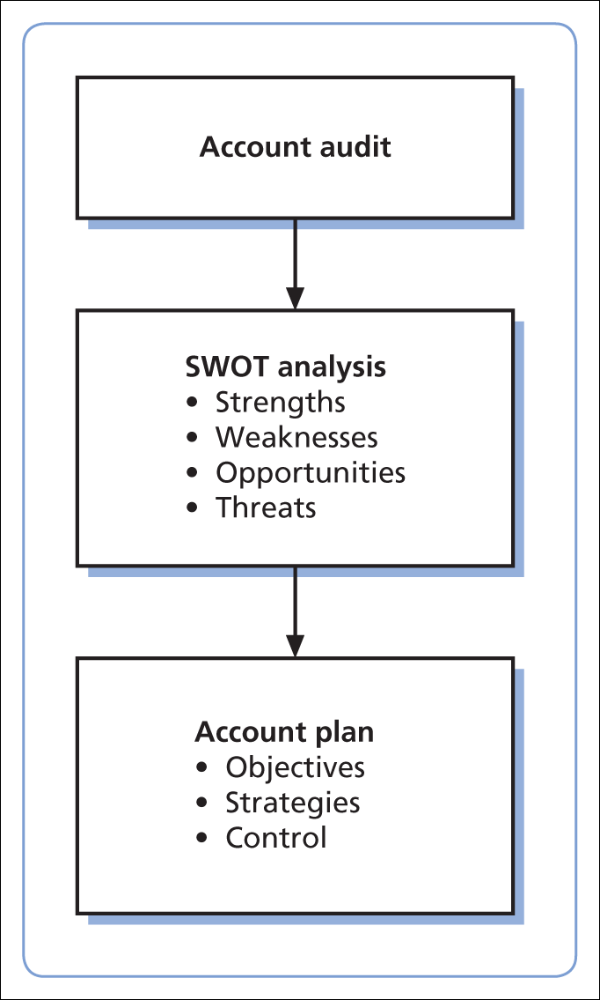 Account audit
SWOT analysis
• Strengths
• Weaknesses
• Opportunities
• Threats
Account plan
• Objectives
• Strategies
• Control